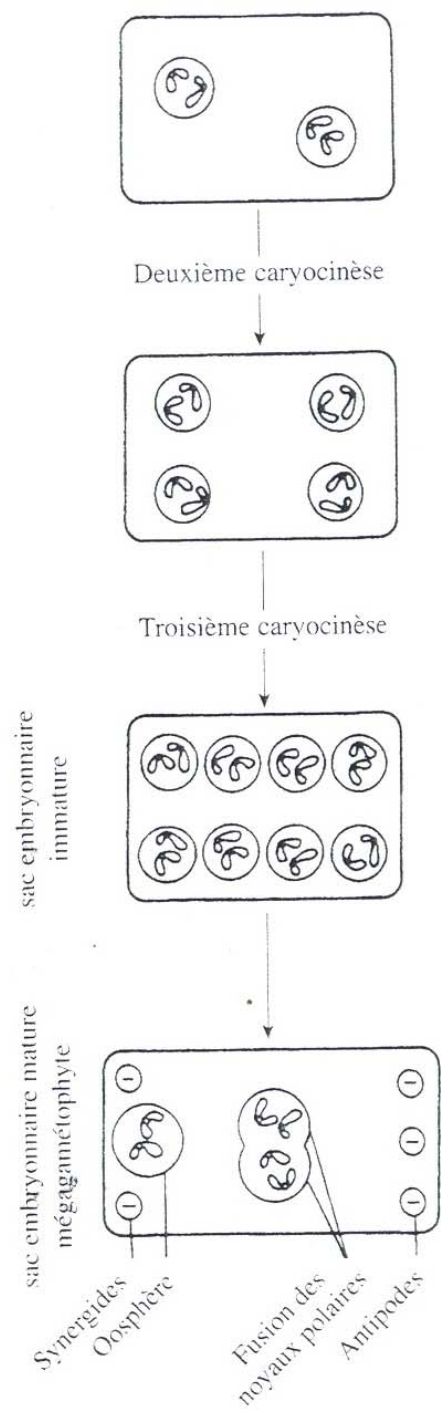 Deuxième caryocinèse
Troisième caryocinèse
sac embryonnaire
immature
sac embryonnaire mature
mégagamétophyte
Synergides
Oosphère
Fusion des
noyaux polaires
Antipodes